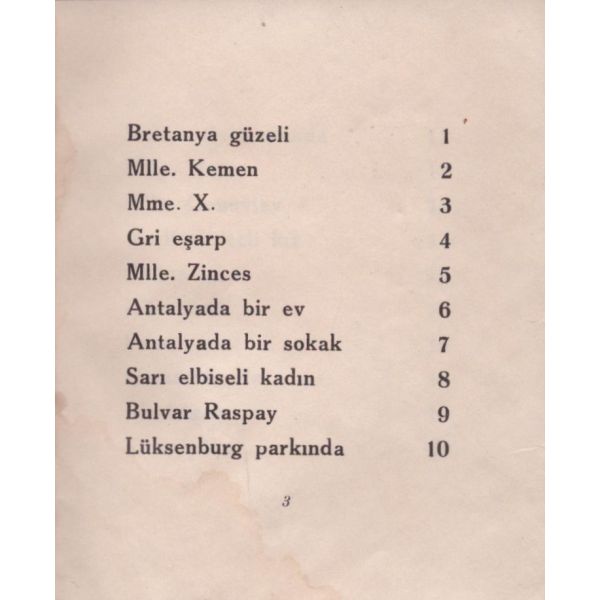 Bretanya güzeli 1
Mlle. Kemen 2
Mme. X. 3
Gri eşarp 4
Mlle. Zinces 5
Antalyada bir ev 6
Antalyada bir sokak 7
Sarı elbiseli kadın 8
Bulvar Raspay 9
Lüksenburg parkında 10
3